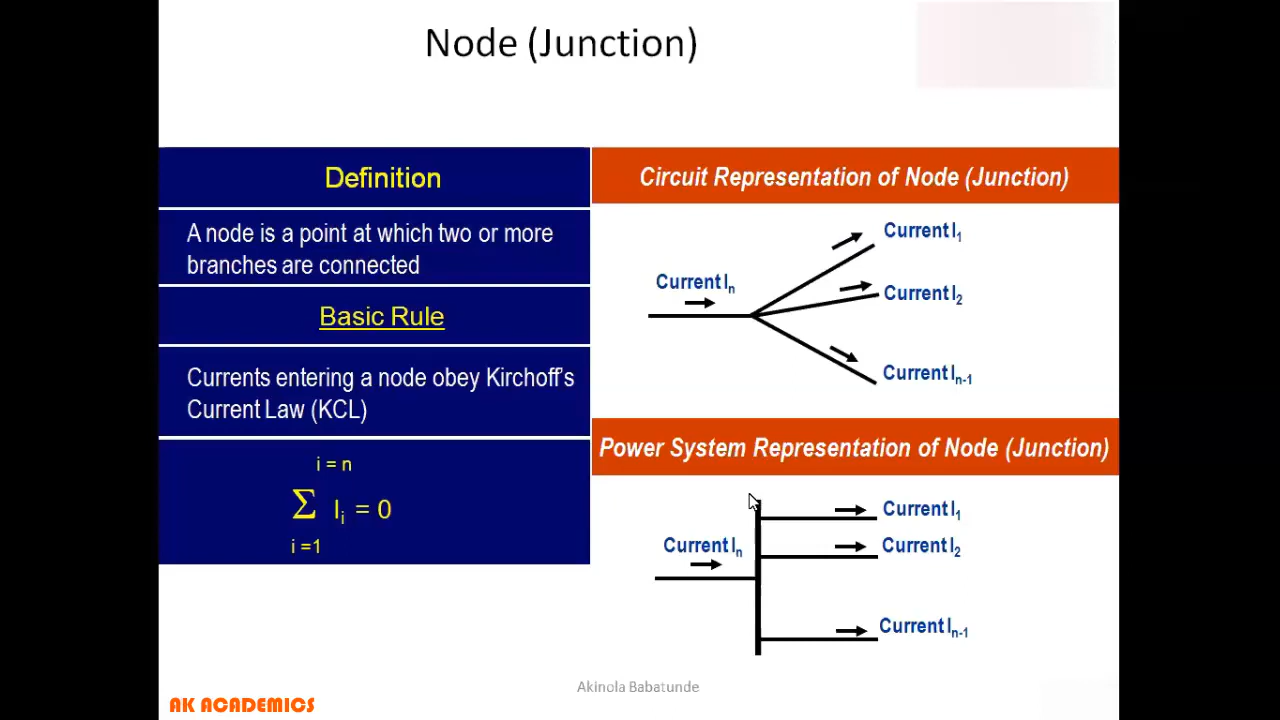 Node (Junction)
Definition
A node is a point at which two or more
branches are connected
Basic Rule
Currents entering a node obey Kirchoff's
Current Law (KCL)
i = n
Σ Ii = 0
i =1
Circuit Representation of Node (Junction)
Current I1
Current In
Current I2
Current In-1
Power System Representation of Node (Junction)
Current I1
Current In
Current I2
Current In-1
Akinola Babatunde
AK ACADEMICS